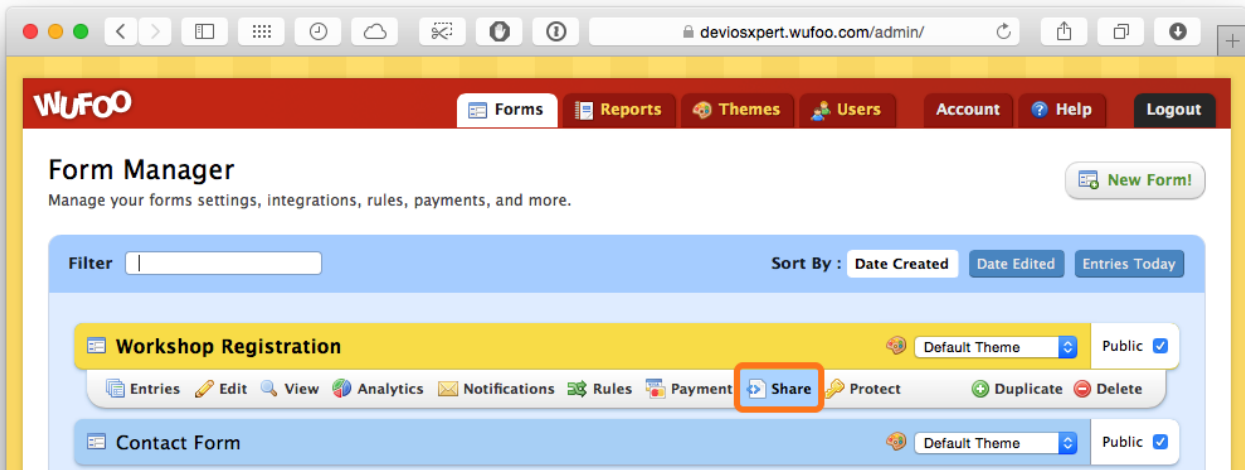 deviosxpert.wufoo.com/admin/
WUFOO
Forms Reports Themes Users Account Help Logout
Form Manager
New Form!
Manage your forms settings, integrations, rules, payments, and more.
Filter Sort By : Date Created Date Edited Entries Today
Workshop Registration Default Theme Public
Entries Edit View Analytics Notifications Rules Payment Share Protect Duplicate Delete
Contact Form Default Theme Public